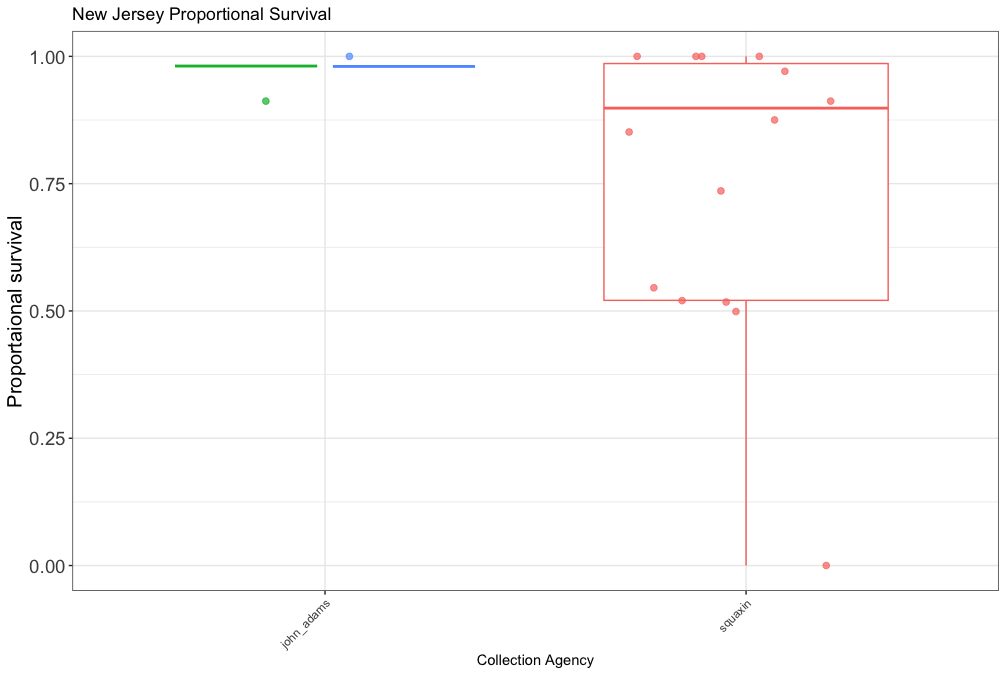 New Jersey Proportional Survival
1.00
0.75
0.50
0.25
0.00
Proportaional survival
john_adams
squaxin
Collection Agency